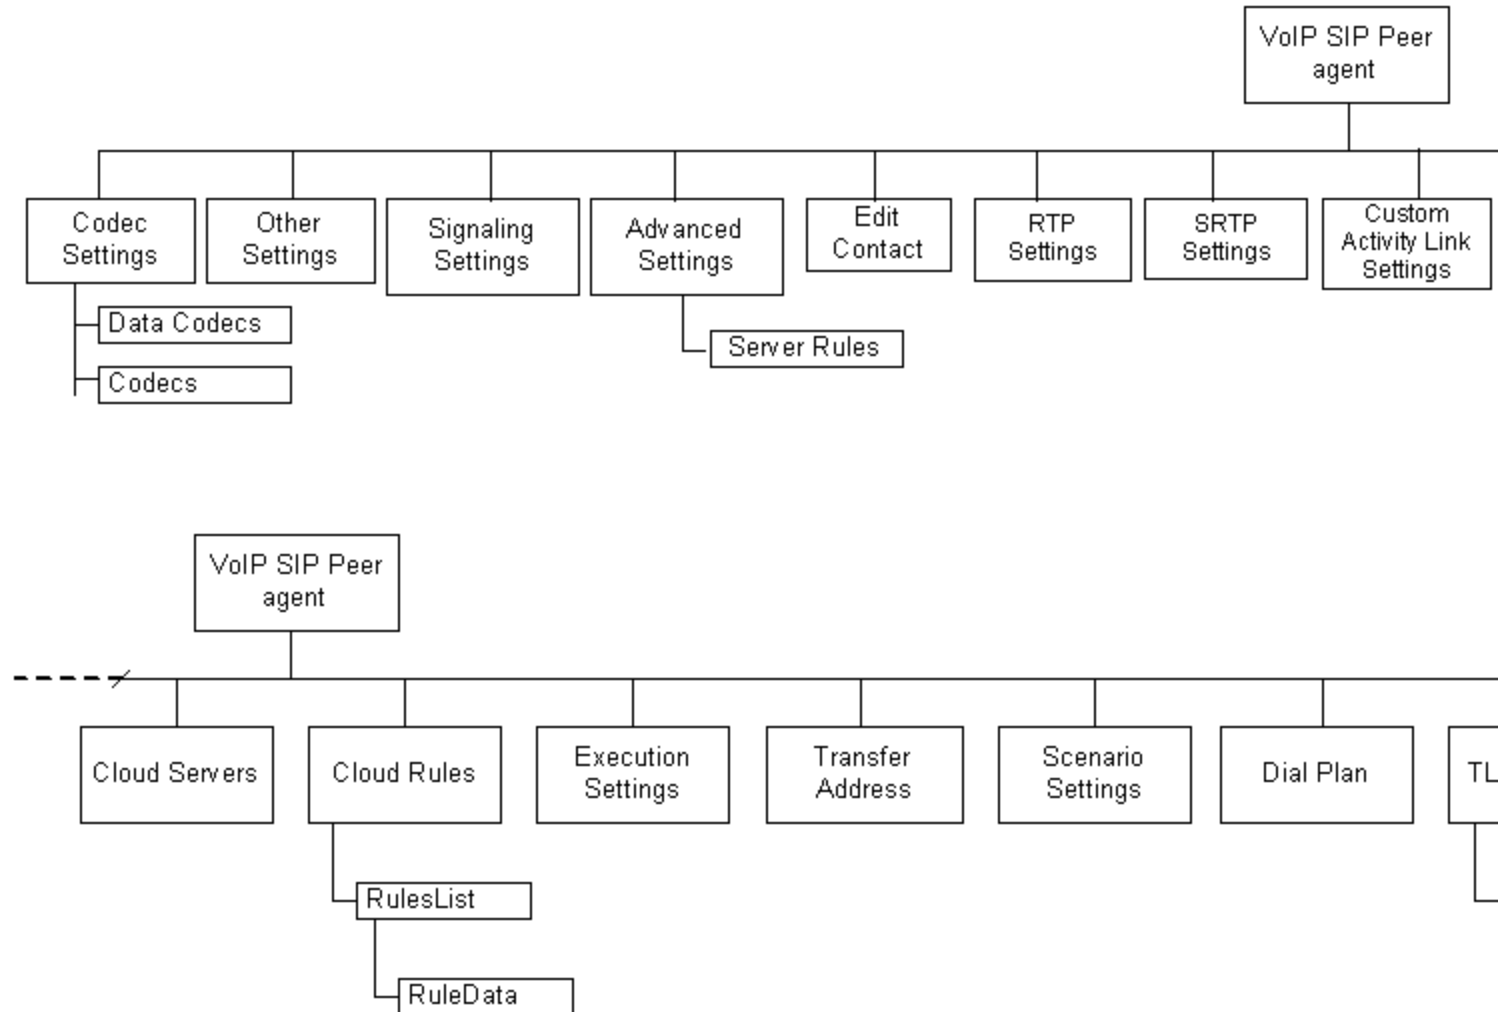 VoIP SIP Peer
agent
Codec
Settings
Other
Settings
Signaling
Settings
Advanced
Settings
Edit
Contact
RTP
Settings
SRTP
Settings
Custom
Activity Link
Settings
Data Codecs
Codecs
Server Rules
VoIP SIP Peer
agent
Cloud Servers
Cloud Rules
Execution
Settings
Transfer
Address
Scenario
Settings
Dial Plan
TL
RulesList
RuleData